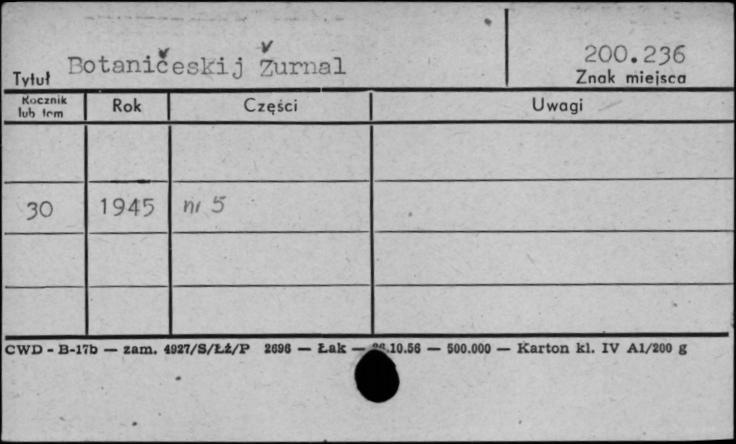 Botaničeskij Žurnal
200.236
Tytuł
Znak miejsca
Rocznik lub tom Rok Części Uwagi
30 1945 nr 5
CWD - B-17b — zam. 4927/S/ŁŻ/P 2696 — Łak — 26.10.56 — 500.000 — Karton kl. IV A1/200 g